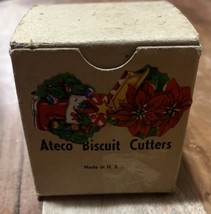 Ateco Biscuit Cutters
Made in U. S.